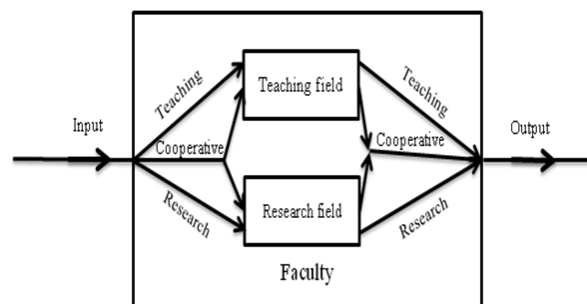 Teaching
Teaching field
Teaching
Input
Cooperative
Cooperative
Output
Research
Research field
Research
Faculty